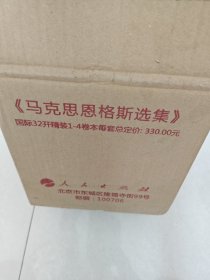 《马克思恩格斯选集》
国际32开精装1-4卷本每套总定价：330.00元
人民出版社
北京市东城区隆福寺街99号
邮编：100706